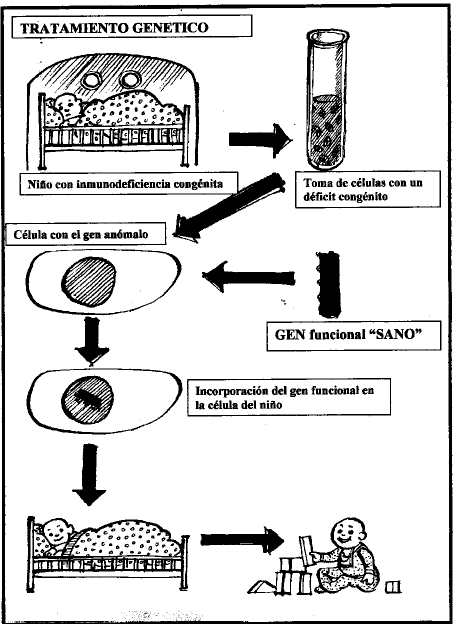 TRATAMIENTO GENETICO
Niño con inmunodeficiencia congénita
Toma de células con un
déficit congénito
Célula con el gen anómalo
GEN funcional “SANO”
Incorporación del gen funcional en
la célula del niño